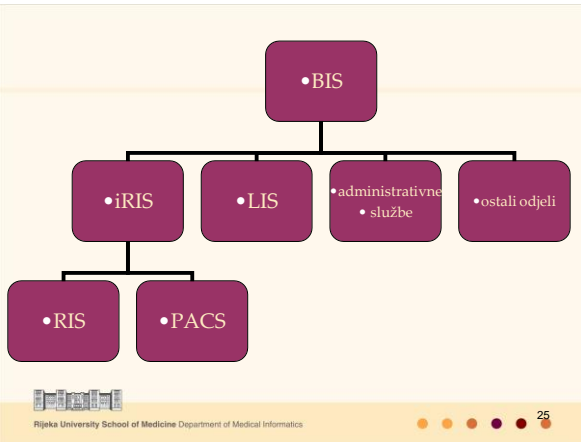 •BIS
•iRIS
•LIS
•administrativne
• službe
•ostali odjeli
•RIS
•PACS
Rijeka University School of Medicine Department of Medical Informatics
25